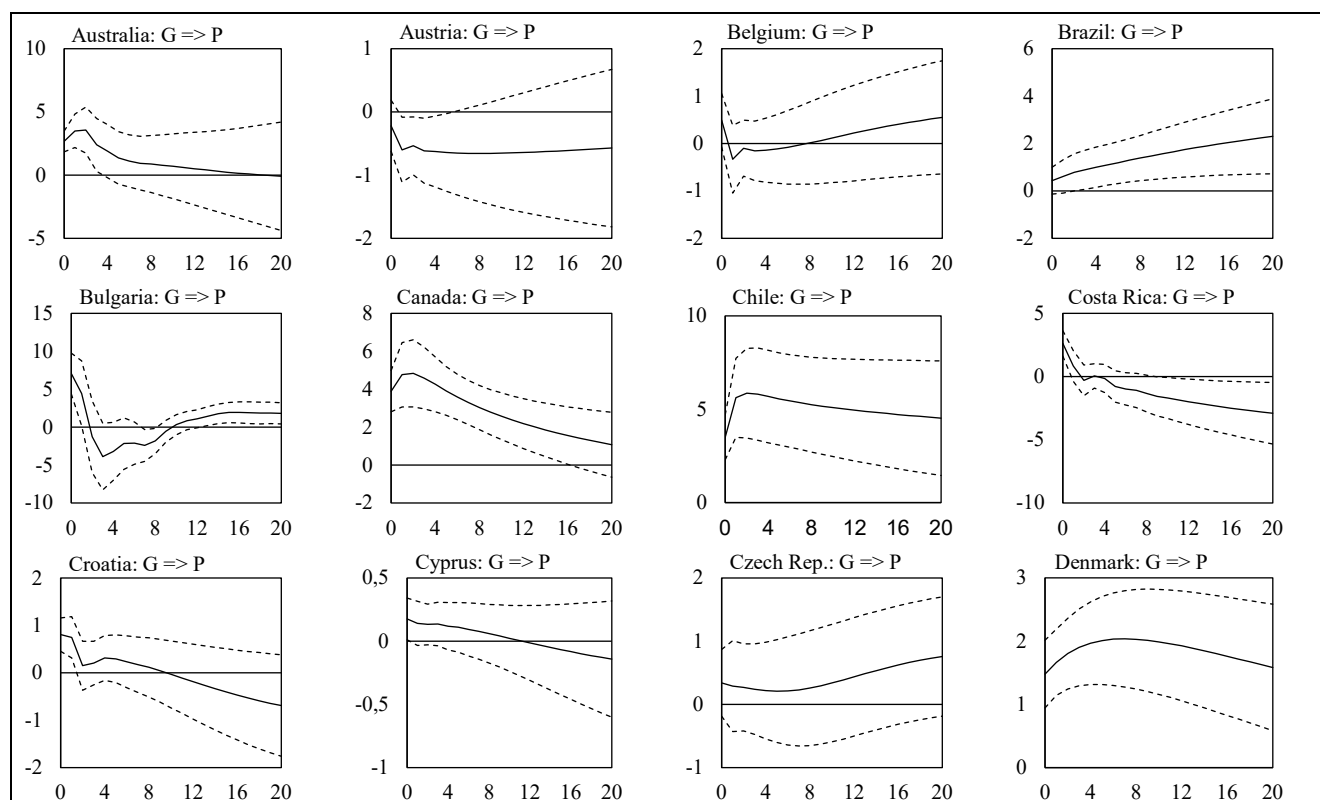 Australia: G => P
10
5
0
-5
0 4 8 12 16 20
Austria: G => P
1
0
-1
-2
0 4 8 12 16 20
Belgium: G => P
2
1
0
-1
-2
0 4 8 12 16 20
Brazil: G => P
6
4
2
0
-2
0 4 8 12 16 20
Bulgaria: G => P
15
10
5
0
-5
-10
0 4 8 12 16 20
Canada: G => P
8
6
4
2
0
-2
0 4 8 12 16 20
Chile: G => P
10
5
0
0 4 8 12 16 20
Costa Rica: G => P
5
0
-5
-10
0 4 8 12 16 20
Croatia: G => P
2
1
0
-1
-2
0 4 8 12 16 20
Cyprus: G => P
0,5
0
-0,5
-1
0 4 8 12 16 20
Czech Rep.: G => P
2
1
0
-1
0 4 8 12 16 20
Denmark: G => P
3
2
1
0
0 4 8 12 16 20